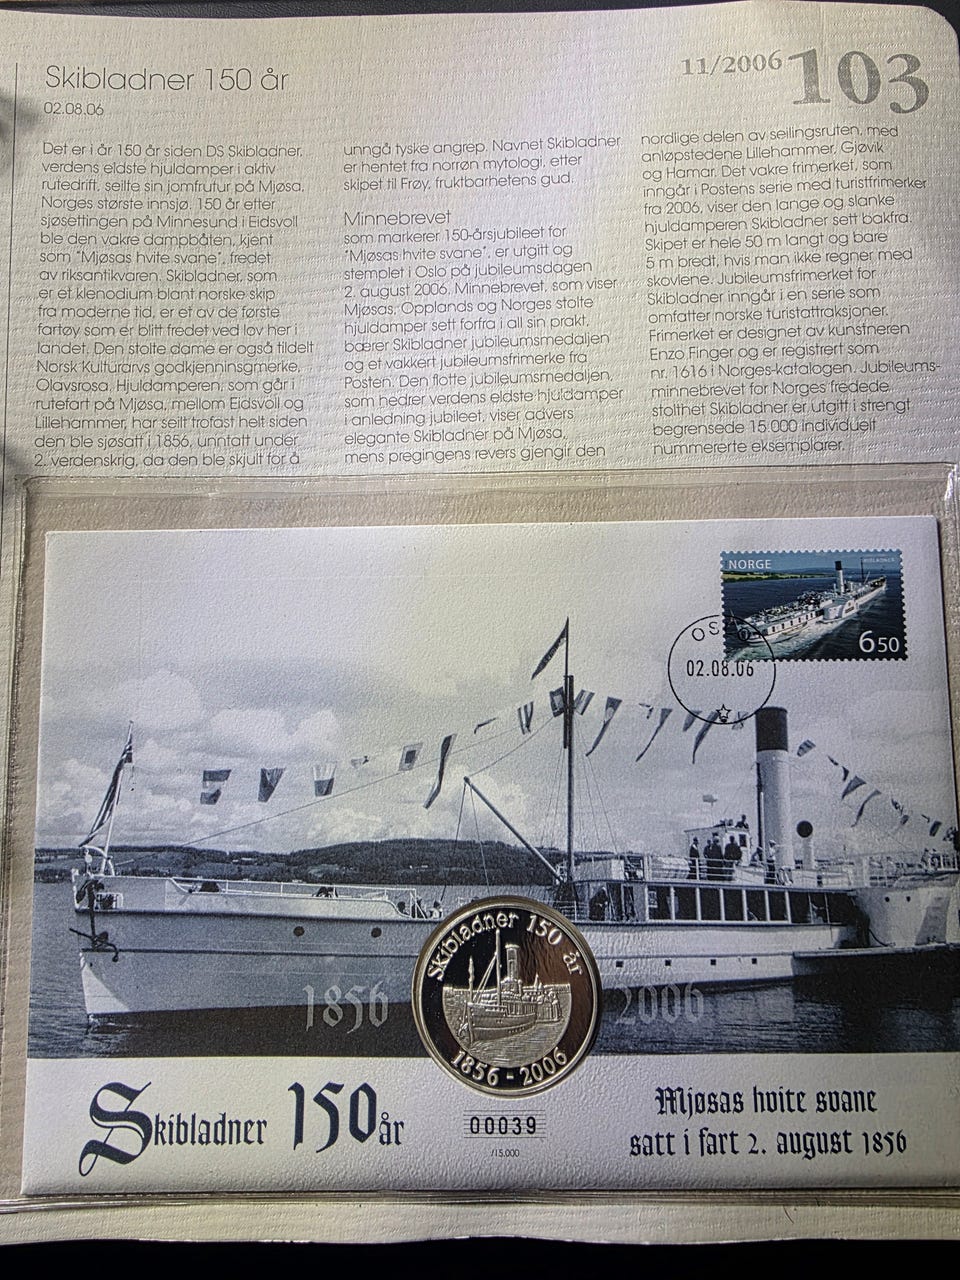 Skibladner 150 år
02.08.06
11/2006 103
Det er i år 150 år siden DS Skibladner,
verdens eldste hjuldamper i aktiv
rutedrift, seilte sin jomfrutur på Mjøsa,
Norges største innsjø. 150 år etter
sjøsettingen på Minnesund i Eidsvoll
ble den vakre dampbåten, kjent
som "Mjøsas hvite svane", fredet
av riksantikvaren. Skibladner, som
er et klenodium blant norske skip
fra moderne tid, er et av de første
fartøy som er blitt fredet ved lov her i
landet. Den stolte dame er også tildelt
Norsk Kulturarvs godkjenningsmerke,
Olavsrosa. Hjuldamperen, som går i
rutefart på Mjøsa, mellom Eidsvoll og
Lillehammer, har seilt trofast helt siden
den ble sjøsatt i 1856, unntatt under
2. verdenskrig, da den ble skjult for å
unngå tyske angrep. Navnet Skibladner
er hentet fra norrøn mytologi, etter
skipet til Frøy, fruktbarhetens gud.
Minnebrevet
som markerer 150-årsjubileet for
"Mjøsas hvite svane", er utgitt og
stemplet i Oslo på jubileumsdagen
2. august 2006. Minnebrevet, som viser
Mjøsas, Opplands og Norges stolte
hjuldamper sett forfra i all sin prakt,
bærer Skibladner jubileumsmedaljen
og et vakkert jubileumsfrimerke fra
Posten. Den flotte jubileumsmedaljen,
som hedrer verdens eldste hjuldamper
i anledning jubileet, viser advers
elegante Skibladner på Mjøsa,
mens pregingens revers gjengir den
nordlige delen av seilingsruten, med
anløpstedene Lillehammer, Gjøvik
og Hamar. Det vakre frimerket, som
inngår i Postens serie med turistfrimerker
fra 2006, viser den lange og slanke
hjuldamperen Skibladner sett bakfra.
Skipet er hele 50 m langt og bare
5 m bredt, hvis man ikke regner med
skovlene. Jubileumsfrimerket for
Skibladner inngår i en serie som
omfatter norske turistattraksjoner.
Frimerket er designet av kunstneren
Enzo Finger og er registrert som
nr. 1616 i Norges-katalogen. Jubileums-
minnebrevet for Norges fredede
stolthet Skibladner er utgitt i strengt
begrensede 15.000 individuelt
nummererte eksemplarer.
NORGE
SKIBLADNER
6 50
OSLO
02.08.06
Skibladner 150 år
1856 - 2006
1856
2006
Skibladner 150 år
00039
/15.000
Mjøsas hvite svane
satt i fart 2. august 1856